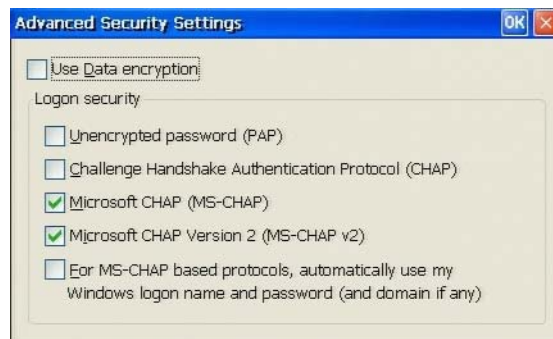 Advanced Security Settings OK
Use Data encryption
Logon security
Unencrypted password (PAP)
Challenge Handshake Authentication Protocol (CHAP)
Microsoft CHAP (MS-CHAP)
Microsoft CHAP Version 2 (MS-CHAP v2)
For MS-CHAP based protocols, automatically use my
Windows logon name and password (and domain if any)